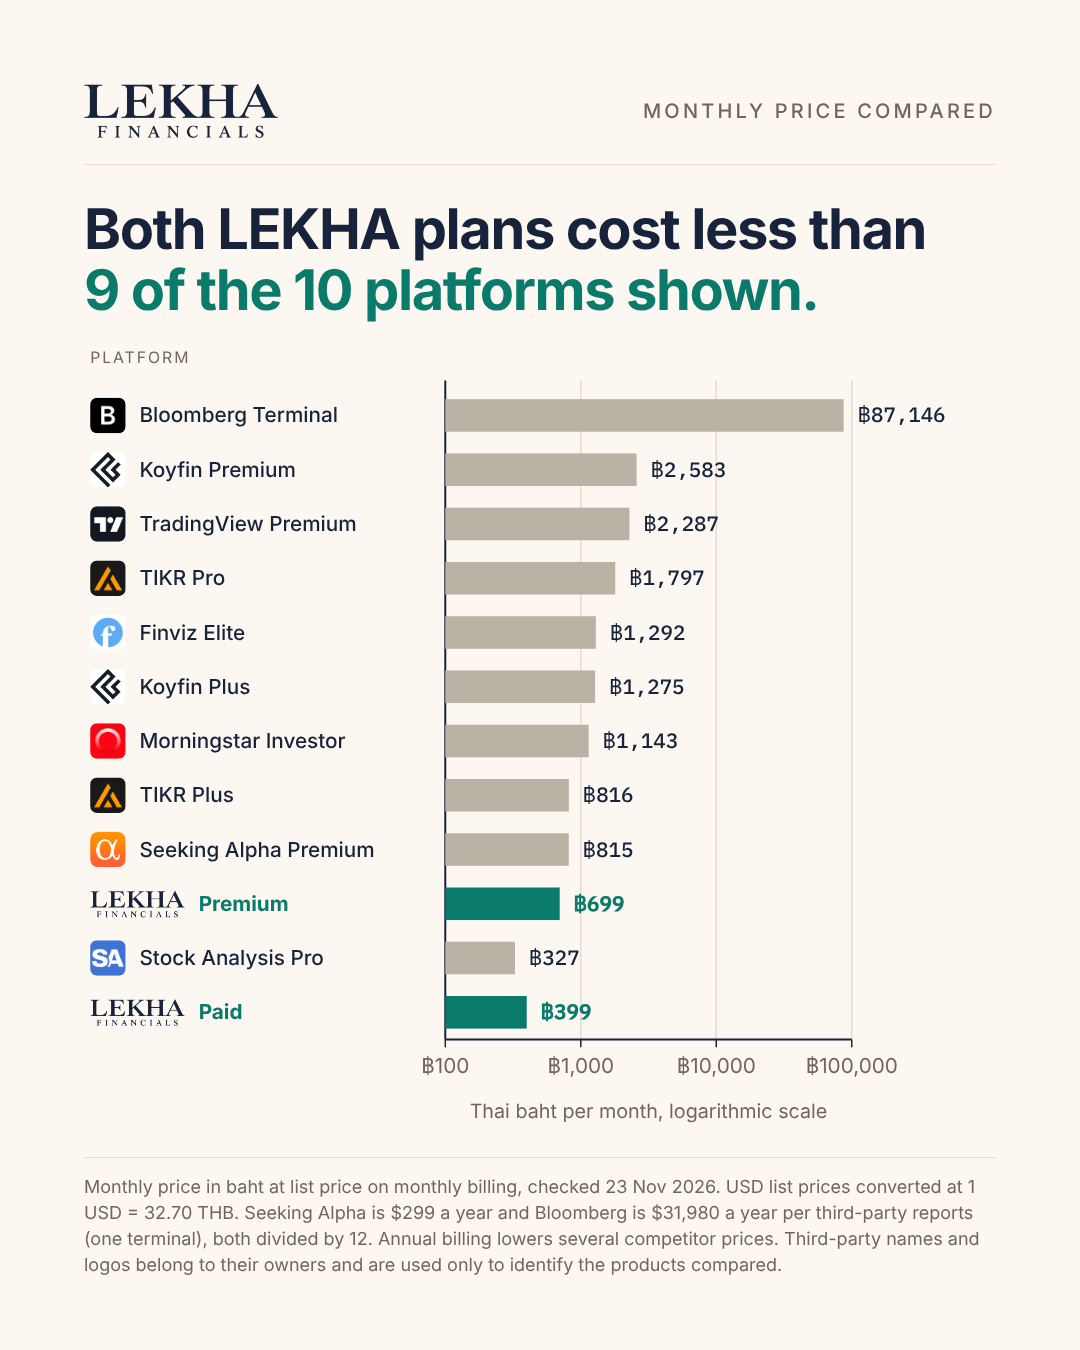 LEKHA
FINANCIALS
MONTHLY PRICE COMPARED
Both LEKHA plans cost less than
9 of the 10 platforms shown.
PLATFORM
B Bloomberg Terminal ฿87,146
Koyfin Premium ฿2,583
TradingView Premium ฿2,287
TIKR Pro ฿1,797
f Finviz Elite ฿1,292
Koyfin Plus ฿1,275
Morningstar Investor ฿1,143
TIKR Plus ฿816
α Seeking Alpha Premium ฿815
LEKHA FINANCIALS Premium ฿699
SA Stock Analysis Pro ฿327
LEKHA FINANCIALS Paid ฿399
฿100 ฿1,000 ฿10,000 ฿100,000
Thai baht per month, logarithmic scale
Monthly price in baht at list price on monthly billing, checked 23 Nov 2026. USD list prices converted at 1
USD = 32.70 THB. Seeking Alpha is $299 a year and Bloomberg is $31,980 a year per third-party reports
(one terminal), both divided by 12. Annual billing lowers several competitor prices. Third-party names and
logos belong to their owners and are used only to identify the products compared.